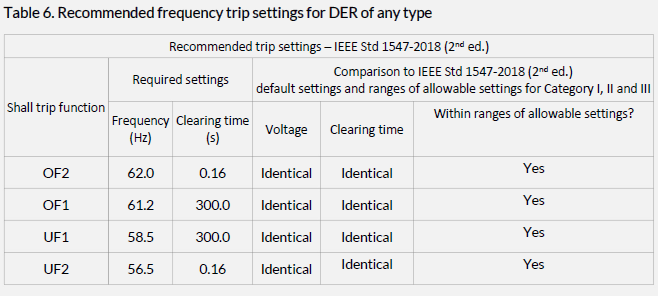 Table 6. Recommended frequency trip settings for DER of any type
Recommended trip settings – IEEE Std 1547-2018 (2nd ed.)
Shall trip function
Required settings
Comparison to IEEE Std 1547-2018 (2nd ed.)
default settings and ranges of allowable settings for Category I, II and III
Frequency (Hz)
Clearing time (s)
Voltage
Clearing time
Within ranges of allowable settings?
OF2 62.0 0.16 Identical Identical Yes
OF1 61.2 300.0 Identical Identical Yes
UF1 58.5 300.0 Identical Identical Yes
UF2 56.5 0.16 Identical Identical Yes